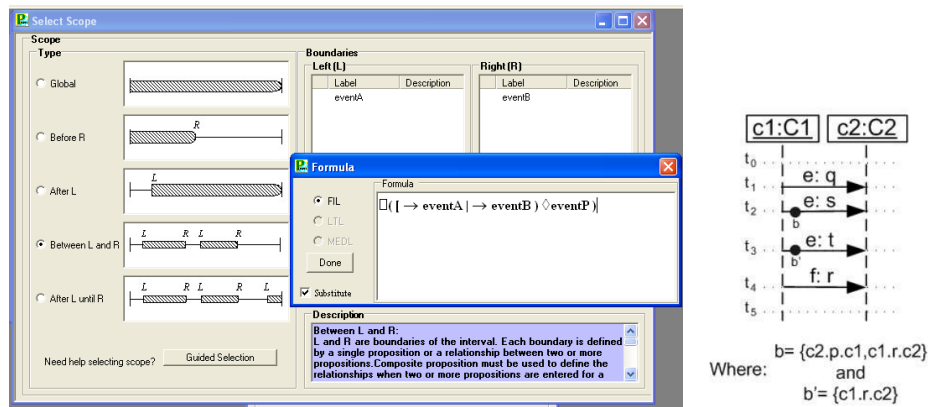 Select Scope
Scope
Type
Global
Before R
R
After L
L
Between L and R
L R L R
After L until R
L R L R L
Need help selecting scope?
Guided Selection
Boundaries
Left (L)
Label Description
eventA
Right (R)
Label Description
eventB
Formula
FIL
LTL
MEDL
Done
Substitute
Formula
□( [ → eventA | → eventB ) ◊eventP )
Description
Between L and R:
L and R are boundaries of the interval. Each boundary is defined
by a single proposition or a relationship between two or more
propositions.Composite proposition must be used to define the
relationships when two or more propositions are entered for a
c1:C1 c2:C2
t0
t1 e: q
t2 e: s
b
t3 e: t
b'
t4 f: r
t5
b= {c2.p.c1,c1.r.c2}
Where: and
b'= {c1.r.c2}